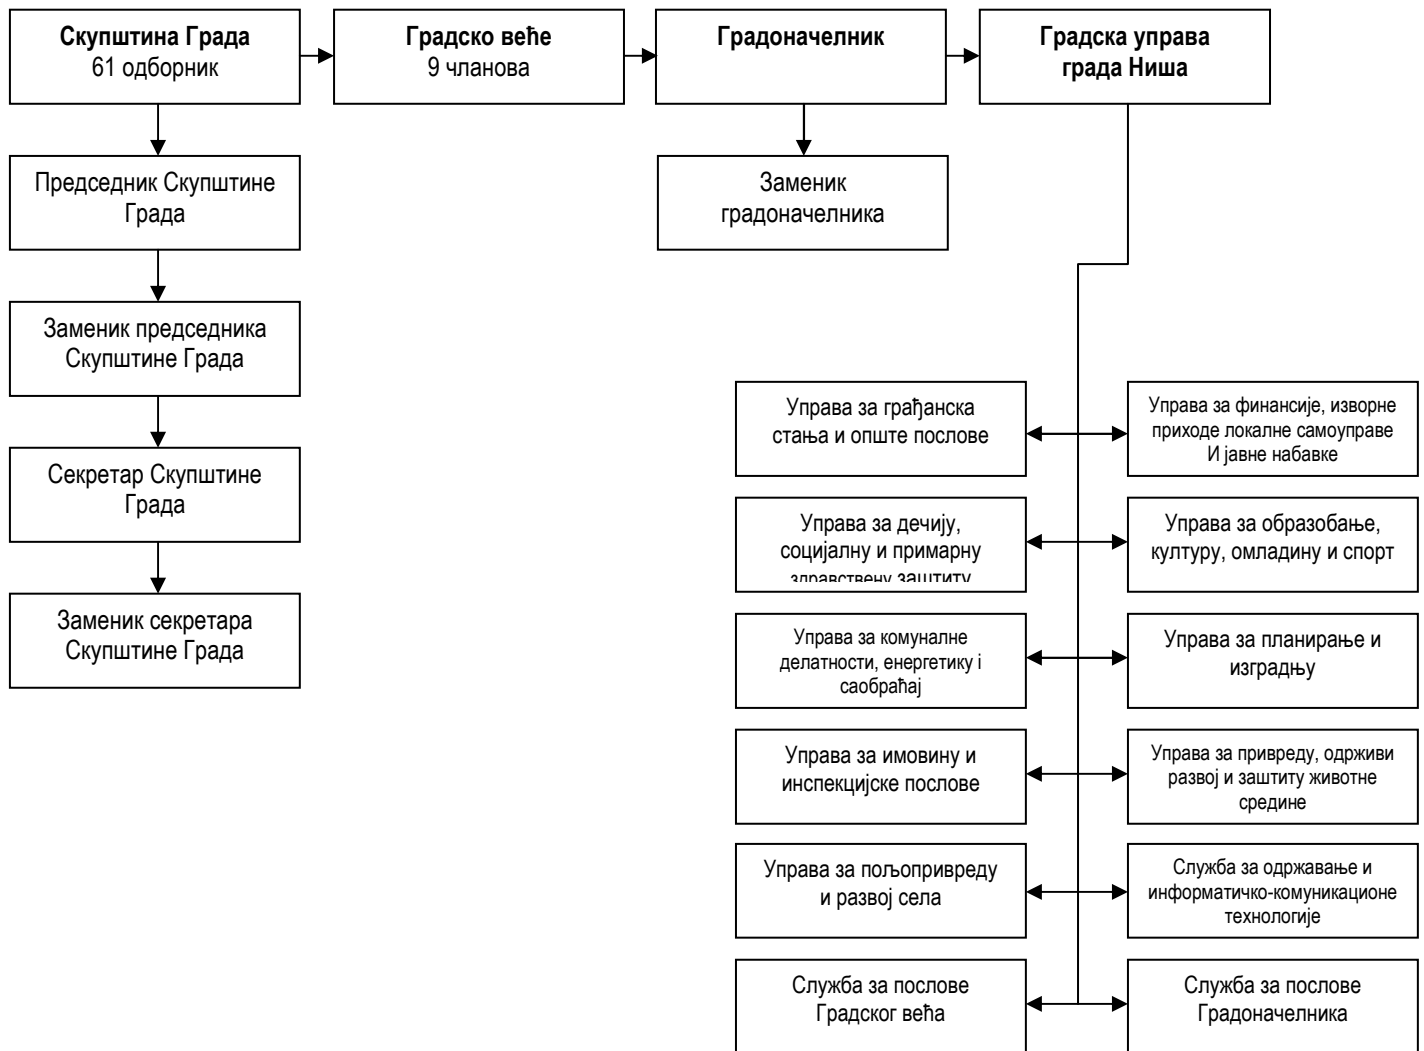 Скупштина Града
61 одборник
Градско веће
9 чланова
Градоначелник
Градска управа
града Ниша
Председник Скупштине
Града
Заменик
градоначелника
Заменик председника
Скупштине Града
Секретар Скупштине
Града
Заменик секретара
Скупштине Града
Управа за грађанска
стања и опште послове
Управа за финансије, изворне
приходе локалне самоуправе
И јавне набавке
Управа за дечију,
социјалну и примарну
здравствену заштиту
Управа за образобање,
културу, омладину и спорт
Управа за комуналне
делатности, енергетику і
саобраћај
Управа за планирање и
изградњу
Управа за имовину и
инспекцијске послове
Управа за привреду, одрживи
развој и заштиту животне
средине
Управа за пољопривреду
и развој села
Служба за одржавање и
информатичко-комуникационе
технологије
Служба за послове
Градског већа
Служба за послове
Градоначелника